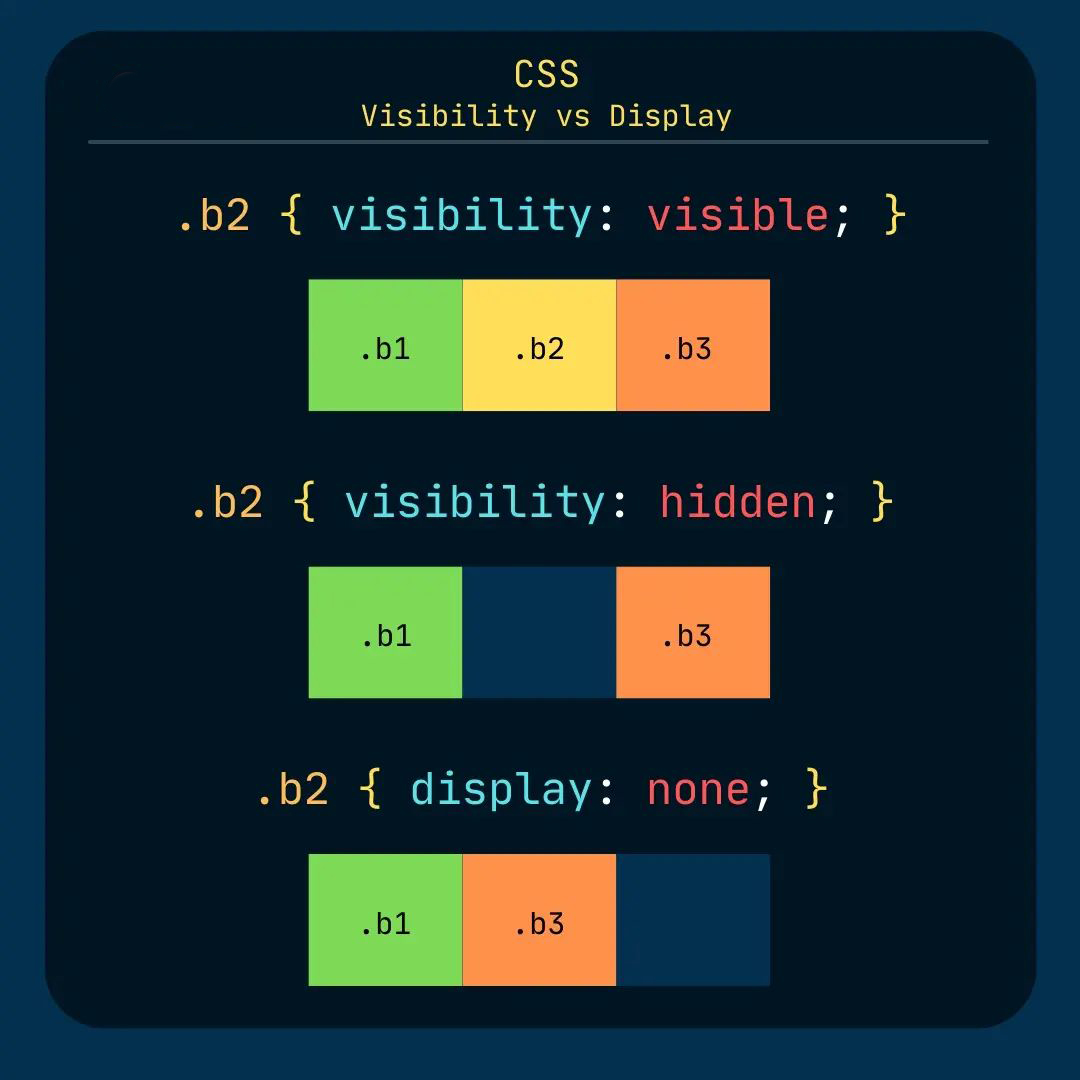 CSS
Visibility vs Display
.b2 { visibility: visible; }
.b1 .b2 .b3
.b2 { visibility: hidden; }
.b1 .b3
.b2 { display: none; }
.b1 .b3